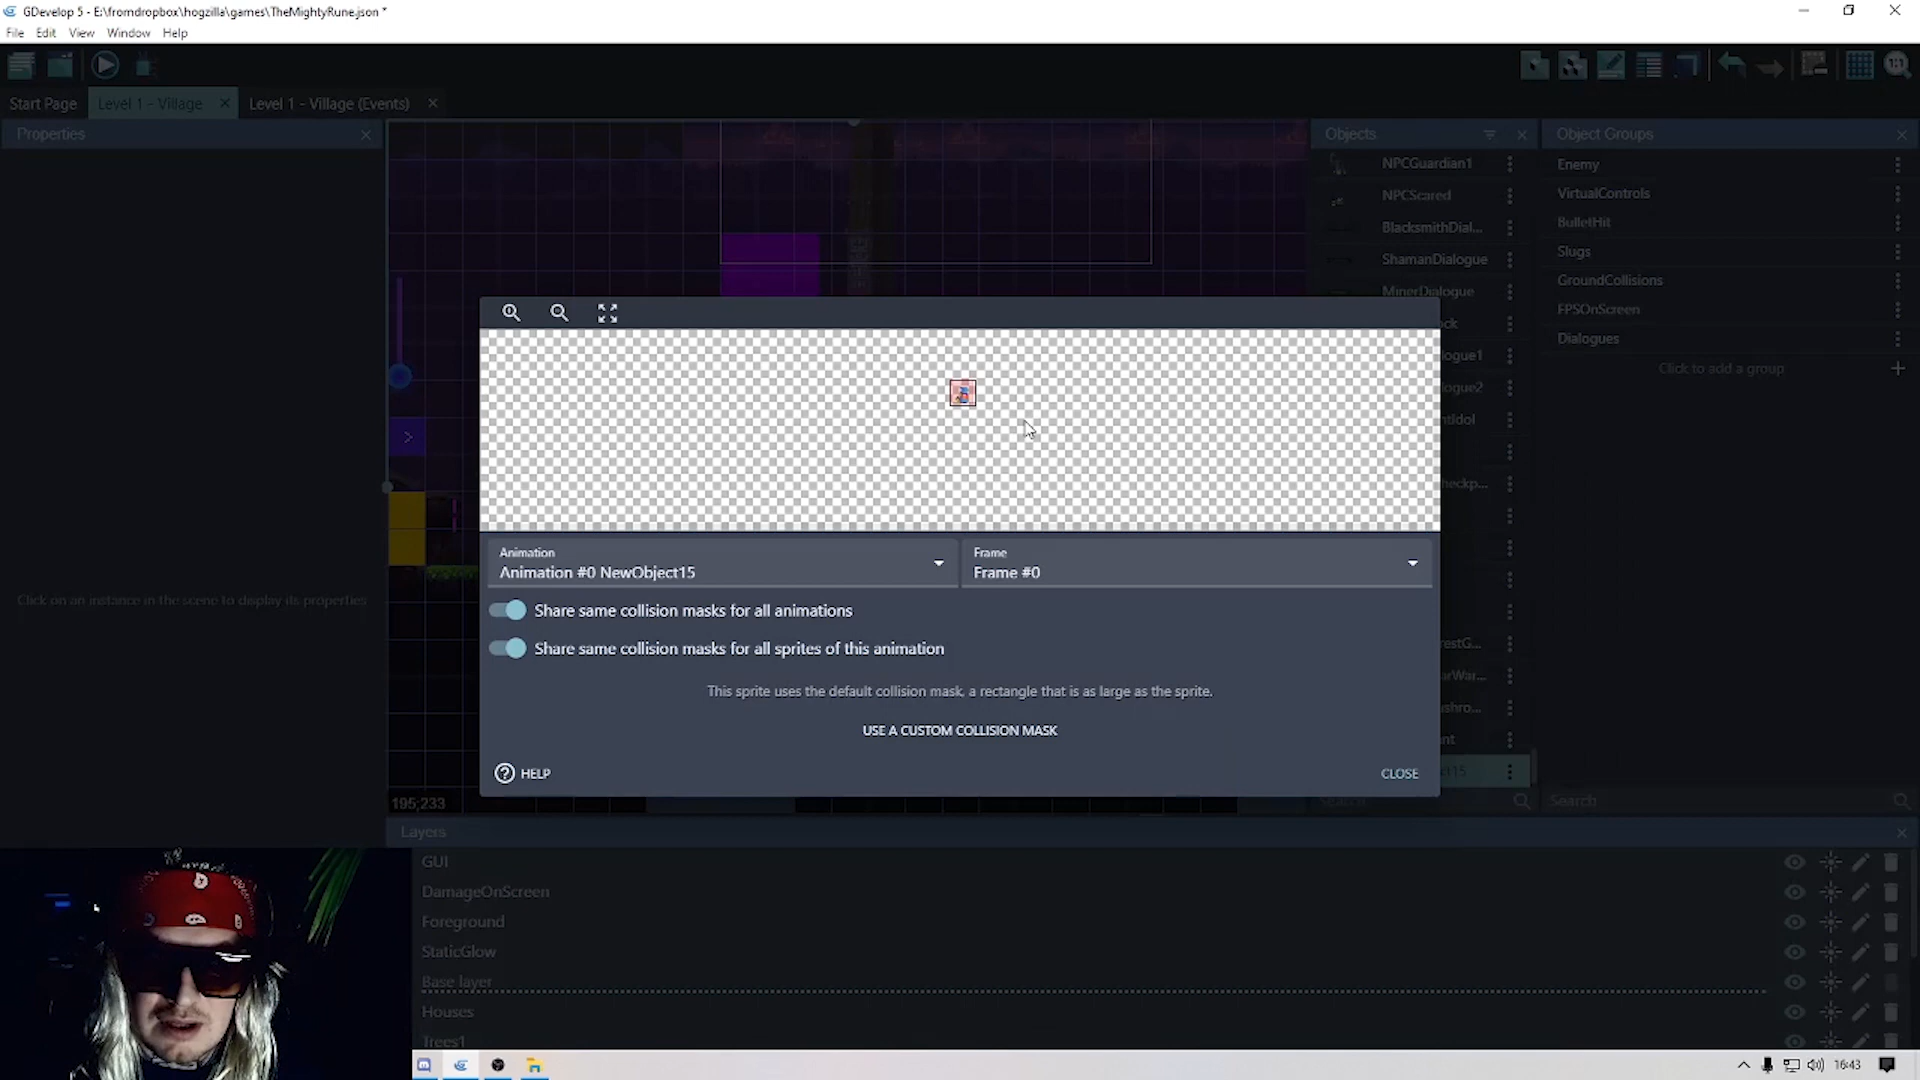 GDevelop 5 - E:\fromdropbox\hogzilla\games\TheMightyRune.json *
File Edit View Window Help
Start Page
Level 1 - Village
Level 1 - Village (Events)
Properties
Click on an instance in the scene to display its properties
195,233
Animation
Animation #0 NewObject15
Frame
Frame #0
Share same collision masks for all animations
Share same collision masks for all sprites of this animation
This sprite uses the default collision mask, a rectangle that is as large as the sprite.
USE A CUSTOM COLLISION MASK
HELP
CLOSE
Objects
NPCGuardian1
NPCScared
BlacksmithDial...
ShamanDialogue
MinerDialogue
Search
Object Groups
Enemy
VirtualControls
BulletHit
Slugs
GroundCollisions
FPSOnScreen
Dialogues
Click to add a group
Search
Layers
GUI
DamageOnScreen
Foreground
StaticGlow
Base layer
Houses
Trees1
16:43